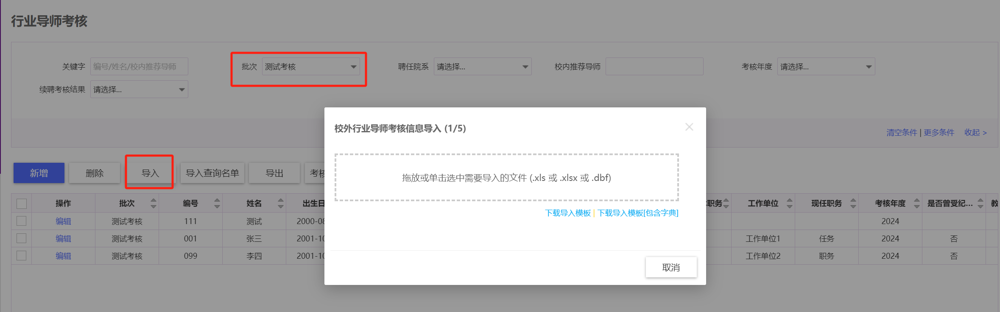 行业导师考核
关键字 编号/姓名/校内推荐导师 批次 测试考核 聘任院系 请选择... 校内推荐导师 考核年度 请选择...
续聘考核结果 请选择...
清空条件 | 更多条件 收起 >
校外行业导师考核信息导入 (1/5)
拖放或单击选中需要导入的文件 (.xls 或 .xlsx 或 .dbf)
下载导入模板 | 下载导入模板[包含字典]
取消
新增 删除 导入 导入查询名单 导出 考核
操作 批次 编号 姓名 出生日 职务 工作单位 现任职务 考核年度 是否曾受纪... 教
编辑 测试考核 111 测试 2000-08 2024
编辑 测试考核 001 张三 2001-10 工作单位1 任务 2024 否
编辑 测试考核 099 李四 2001-10 工作单位2 职务 2024 否